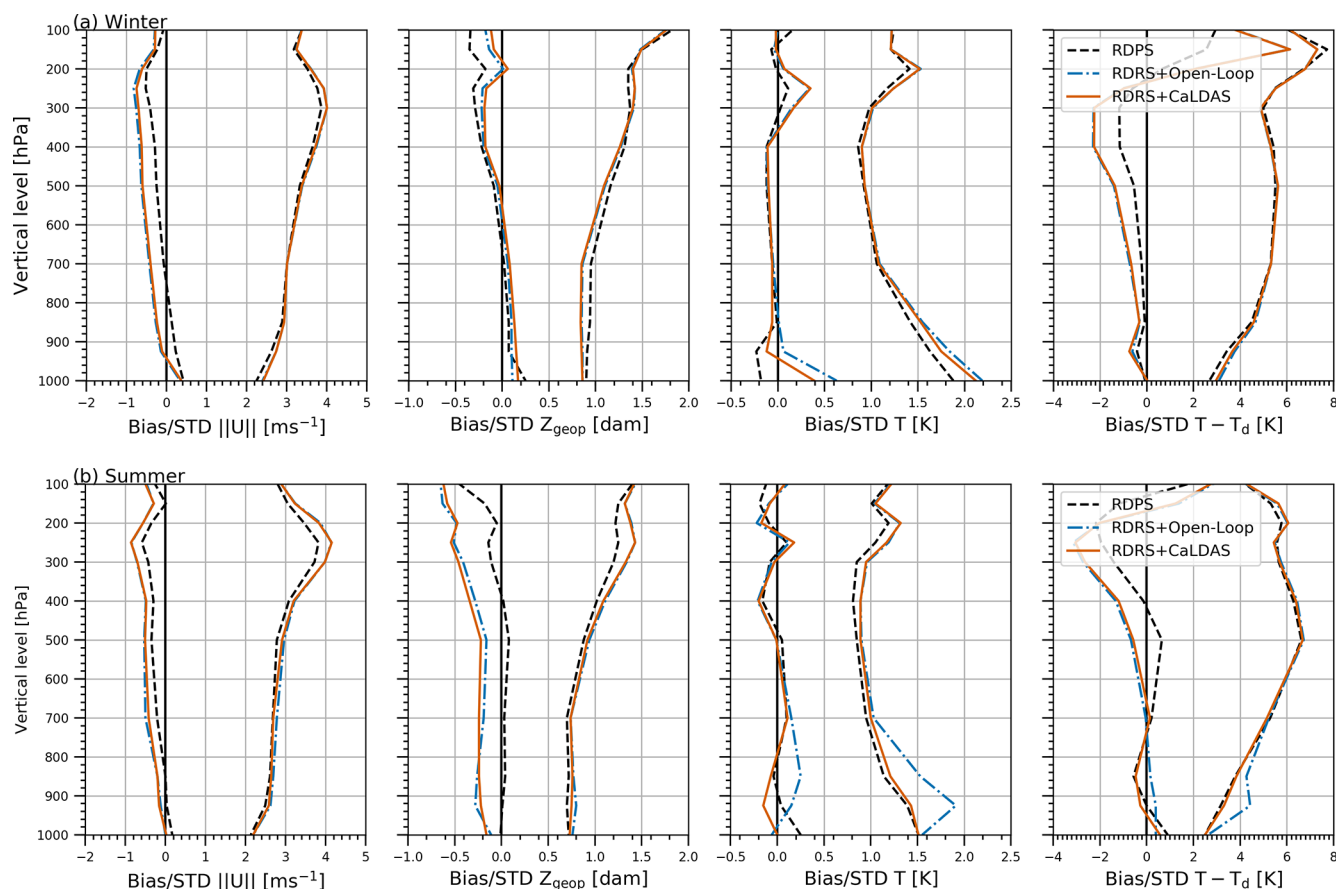 (a) Winter
Vertical level [hPa]
100
200
300
400
500
600
700
800
900
1000
−2 −1 0 1 2 3 4 5
Bias/STD ||U|| [ms⁻¹]
−1.0 −0.5 0.0 0.5 1.0 1.5 2.0
Bias/STD Z_geop [dam]
−0.5 0.0 0.5 1.0 1.5 2.0 2.5
Bias/STD T [K]
RDPS
RDRS+Open-Loop
RDRS+CaLDAS
−4 −2 0 2 4 6 8
Bias/STD T − T_d [K]
(b) Summer
Vertical level [hPa]
100
200
300
400
500
600
700
800
900
1000
−2 −1 0 1 2 3 4 5
Bias/STD ||U|| [ms⁻¹]
−1.0 −0.5 0.0 0.5 1.0 1.5 2.0
Bias/STD Z_geop [dam]
−0.5 0.0 0.5 1.0 1.5 2.0 2.5
Bias/STD T [K]
RDPS
RDRS+Open-Loop
RDRS+CaLDAS
−4 −2 0 2 4 6 8
Bias/STD T − T_d [K]